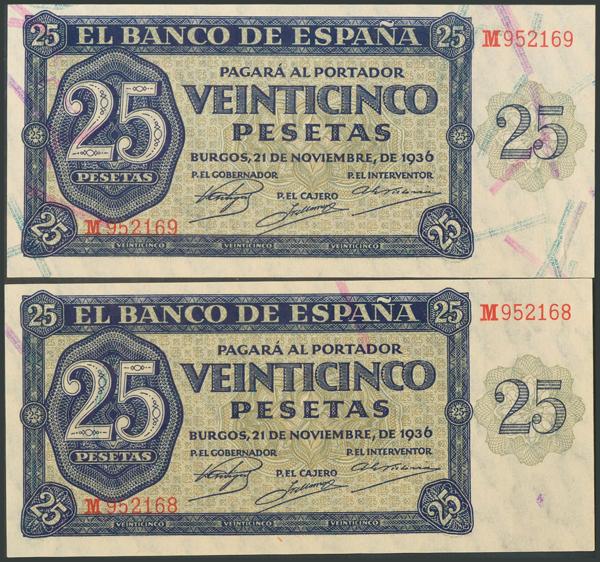 25 EL BANCO DE ESPAÑA 25 M952169
PAGARÁ AL PORTADOR
25 VEINTICINCO 25
PESETAS
PESETAS BURGOS, 21 DE NOVIEMBRE, DE 1936
P. EL GOBERNADOR P. EL CAJERO P. EL INTERVENTOR
25 M952169 25
VEINTICINCO VEINTICINCO VEINTICINCO
25 EL BANCO DE ESPAÑA 25 M952168
PAGARÁ AL PORTADOR
25 VEINTICINCO 25
PESETAS
PESETAS BURGOS, 21 DE NOVIEMBRE, DE 1936
P. EL GOBERNADOR P. EL CAJERO P. EL INTERVENTOR
25 M952168 25
VEINTICINCO VEINTICINCO VEINTICINCO